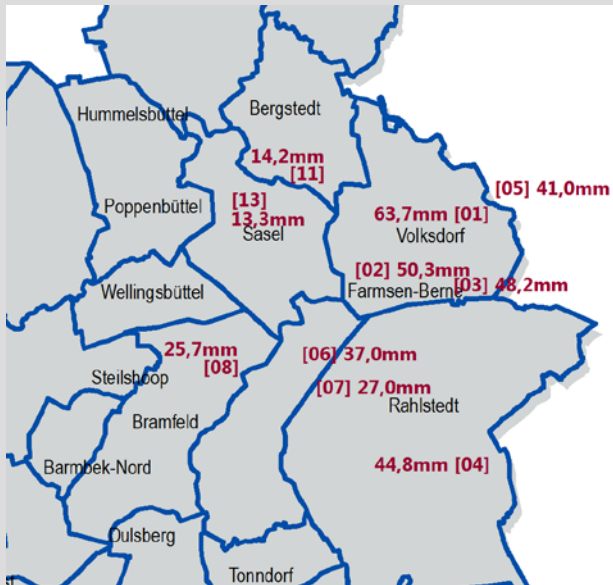 Bergstedt
Hummelsbüttel
14,2mm
[11]
[05] 41,0mm
[13]
13,3mm
Poppenbüttel
63,7mm [01]
Sasel
Volksdorf
[02] 50,3mm
[03] 48,2mm
Farmsen-Berne
Wellingsbüttel
25,7mm
[08]
[06] 37,0mm
Steilshoop
[07] 27,0mm
Rahlstedt
Bramfeld
44,8mm [04]
Barmbek-Nord
Dulsberg
Tonndorf